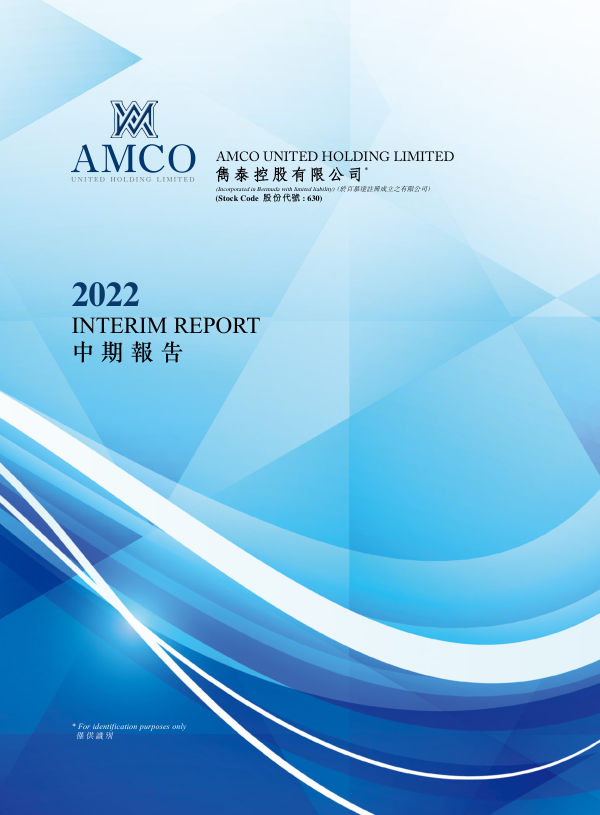 AMCO
UNITED HOLDING LIMITED
AMCO UNITED HOLDING LIMITED
雋泰控股有限公司*
(Incorporated in Bermuda with limited liability) (於百慕達註冊成立之有限公司)
(Stock Code 股份代號 : 630)
2022
INTERIM REPORT
中期報告
* For identification purposes only
僅供識別